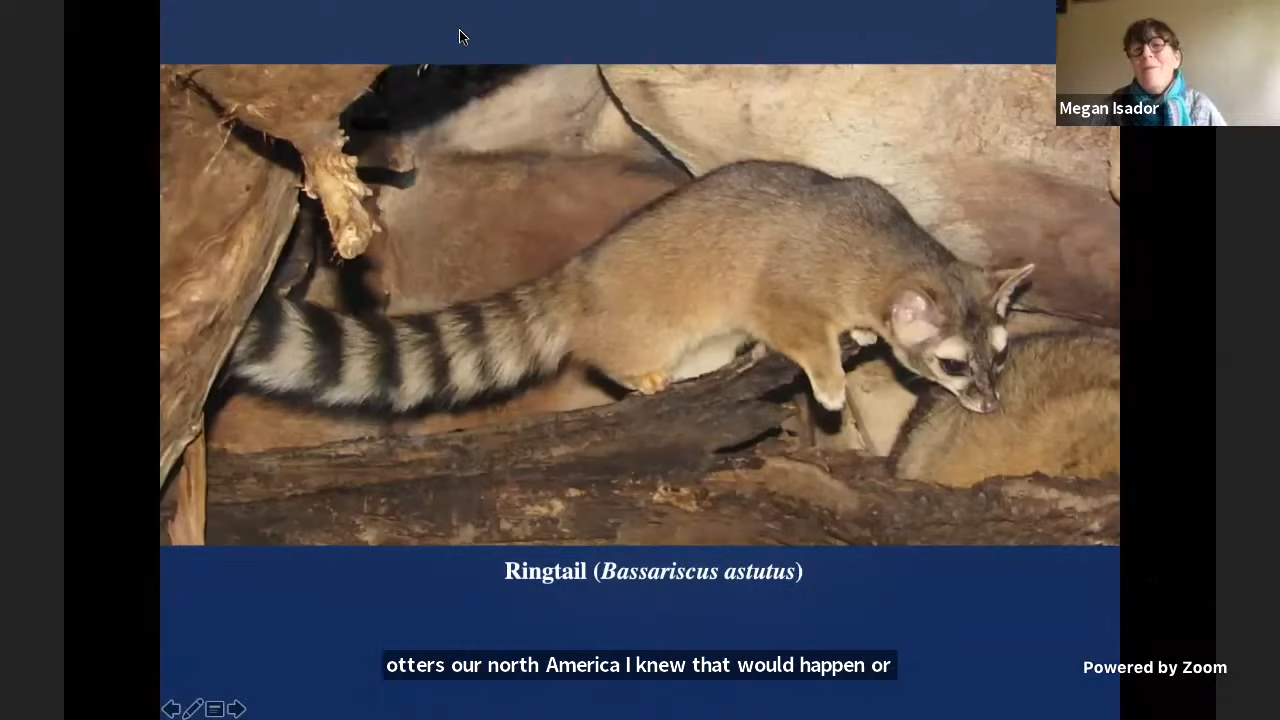 Megan Isador
Ringtail (Bassariscus astutus)
otters our north America I knew that would happen or
Powered by Zoom